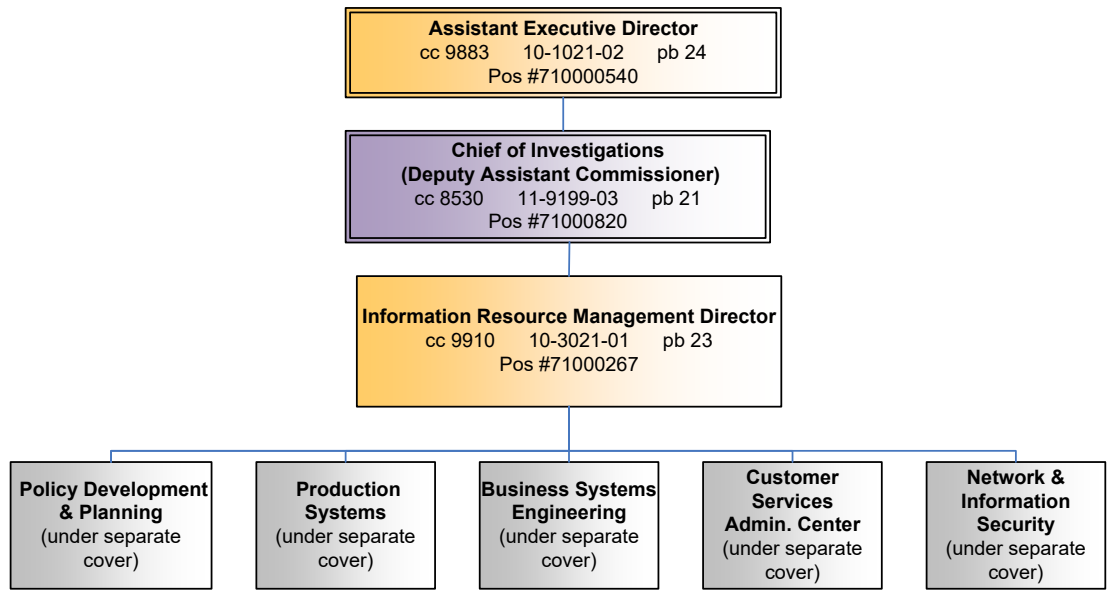 Assistant Executive Director
cc 9883 10-1021-02 pb 24
Pos #710000540
Chief of Investigations
(Deputy Assistant Commissioner)
cc 8530 11-9199-03 pb 21
Pos #71000820
Information Resource Management Director
cc 9910 10-3021-01 pb 23
Pos #71000267
Policy Development
& Planning
(under separate
cover)
Production
Systems
(under separate
cover)
Business Systems
Engineering
(under separate
cover)
Customer
Services
Admin. Center
(under separate
cover)
Network &
Information
Security
(under separate
cover)